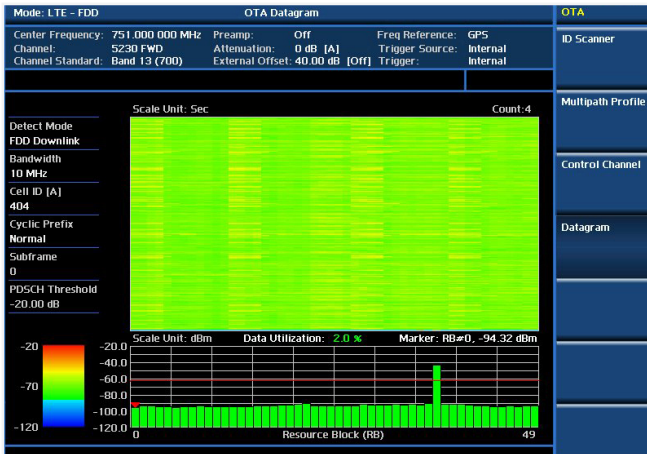 Mode: LTE - FDD OTA Datagram OTA
Center Frequency: 751.000 000 MHz Preamp: Off Freq Reference: GPS
Channel: 5230 FWD Attenuation: 0 dB [A] Trigger Source: Internal
Channel Standard: Band 13 (700) External Offset: 40.00 dB [Off] Trigger: Internal
ID Scanner
Multipath Profile
Control Channel
Datagram
Scale Unit: Sec Count:4
Detect Mode
FDD Downlink
Bandwidth
10 MHz
Cell ID [A]
404
Cyclic Prefix
Normal
Subframe
0
PDSCH Threshold
-20.00 dB
Scale Unit: dBm Data Utilization: 2.0 % Marker: RB#0, -94.32 dBm
-20
-70
-120
-20.0
-40.0
-60.0
-80.0
-100.0
-120.0
0 Resource Block (RB) 49